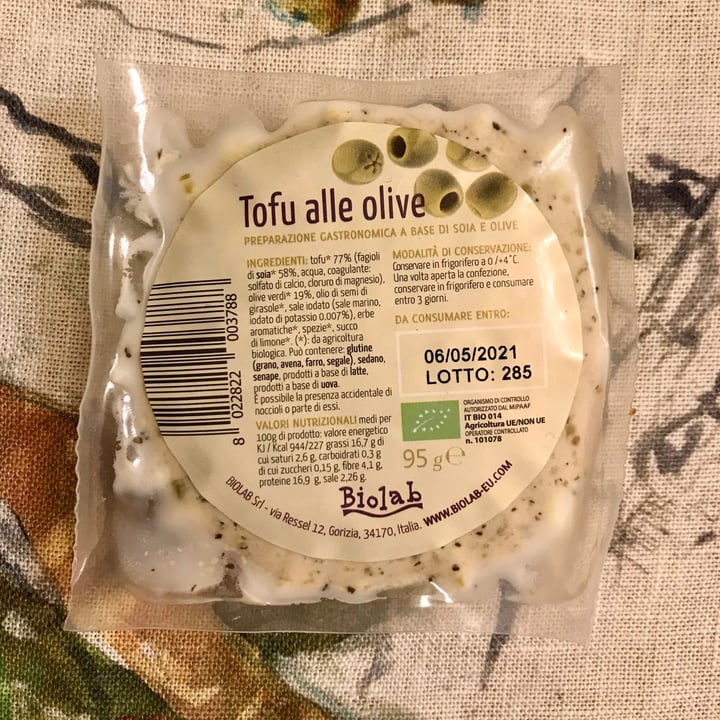 Tofu alle olive
PREPARAZIONE GASTRONOMICA A BASE DI SOIA E OLIVE
INGREDIENTI: tofu* 77% (fagioli
di soia* 58%, acqua, coagulante:
solfato di calcio, cloruro di magnesio),
olive verdi* 19%, olio di semi di
girasole*, sale iodato (sale marino,
iodato di potassio 0.007%), erbe
aromatiche*, spezie*, succo
di limone*. (*): da agricoltura
biologica. Può contenere: glutine
(grano, avena, farro, segale), sedano,
senape, prodotti a base di latte,
prodotti a base di uova.
È possibile la presenza accidentale di
noccioli o parte di essi.
VALORI NUTRIZIONALI medi per
100g di prodotto: valore energetico
KJ / Kcal 944/227 grassi 16,7 g di
cui saturi 2,6 g, carboidrati 0,3 g
di cui zuccheri 0,15 g, fibre 4,1 g,
proteine 16,9 g, sale 2,26 g.
MODALITÀ DI CONSERVAZIONE:
Conservare in frigorifero a 0 /+4°C.
Una volta aperta la confezione,
conservare in frigorifero e consumare
entro 3 giorni.
DA CONSUMARE ENTRO:
06/05/2021
LOTTO: 285
ORGANISMO DI CONTROLLO
AUTORIZZATO DAL MIPAAF
IT BIO 014
Agricoltura UE/NON UE
OPERATORE CONTROLLATO
n. 101078
95 g e
8 022822 003788
Biolab
BIOLAB Srl - via Ressel 12, Gorizia, 34170, Italia. WWW.BIOLAB-EU.COM